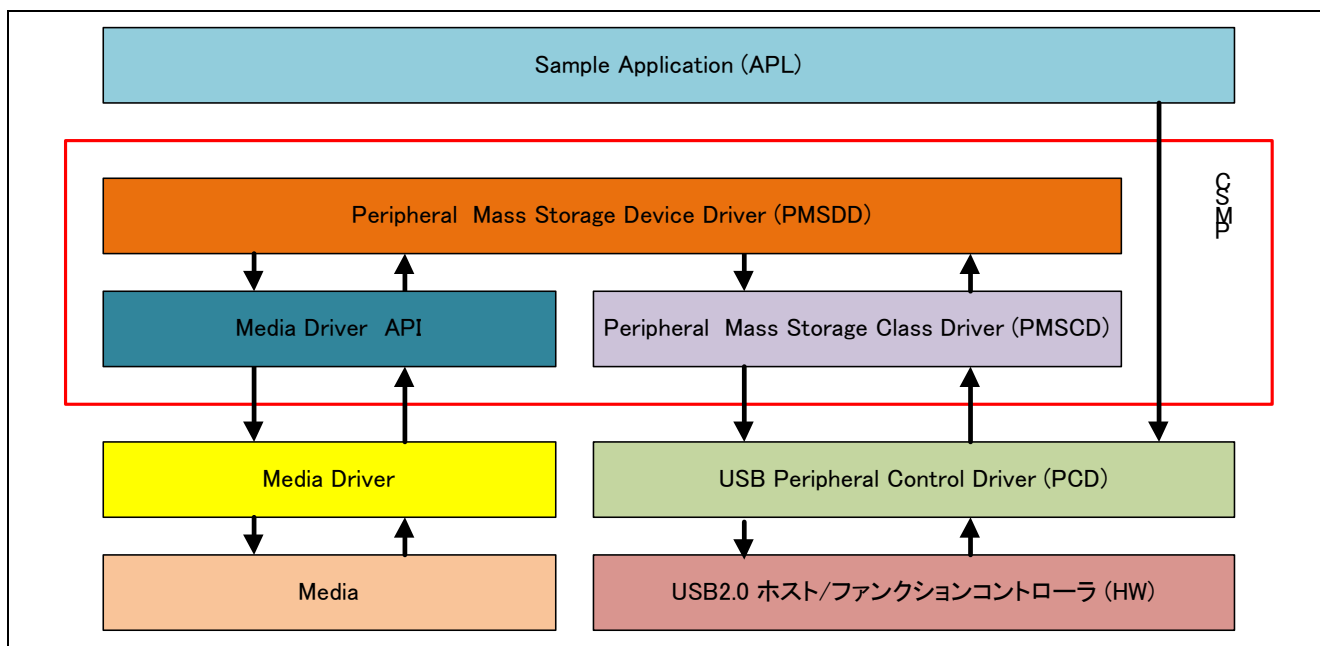 Sample Application (APL)
CSMP
Peripheral Mass Storage Device Driver (PMSDD)
Media Driver API
Peripheral Mass Storage Class Driver (PMSCD)
Media Driver
USB Peripheral Control Driver (PCD)
Media
USB2.0 ホスト/ファンクションコントローラ (HW)